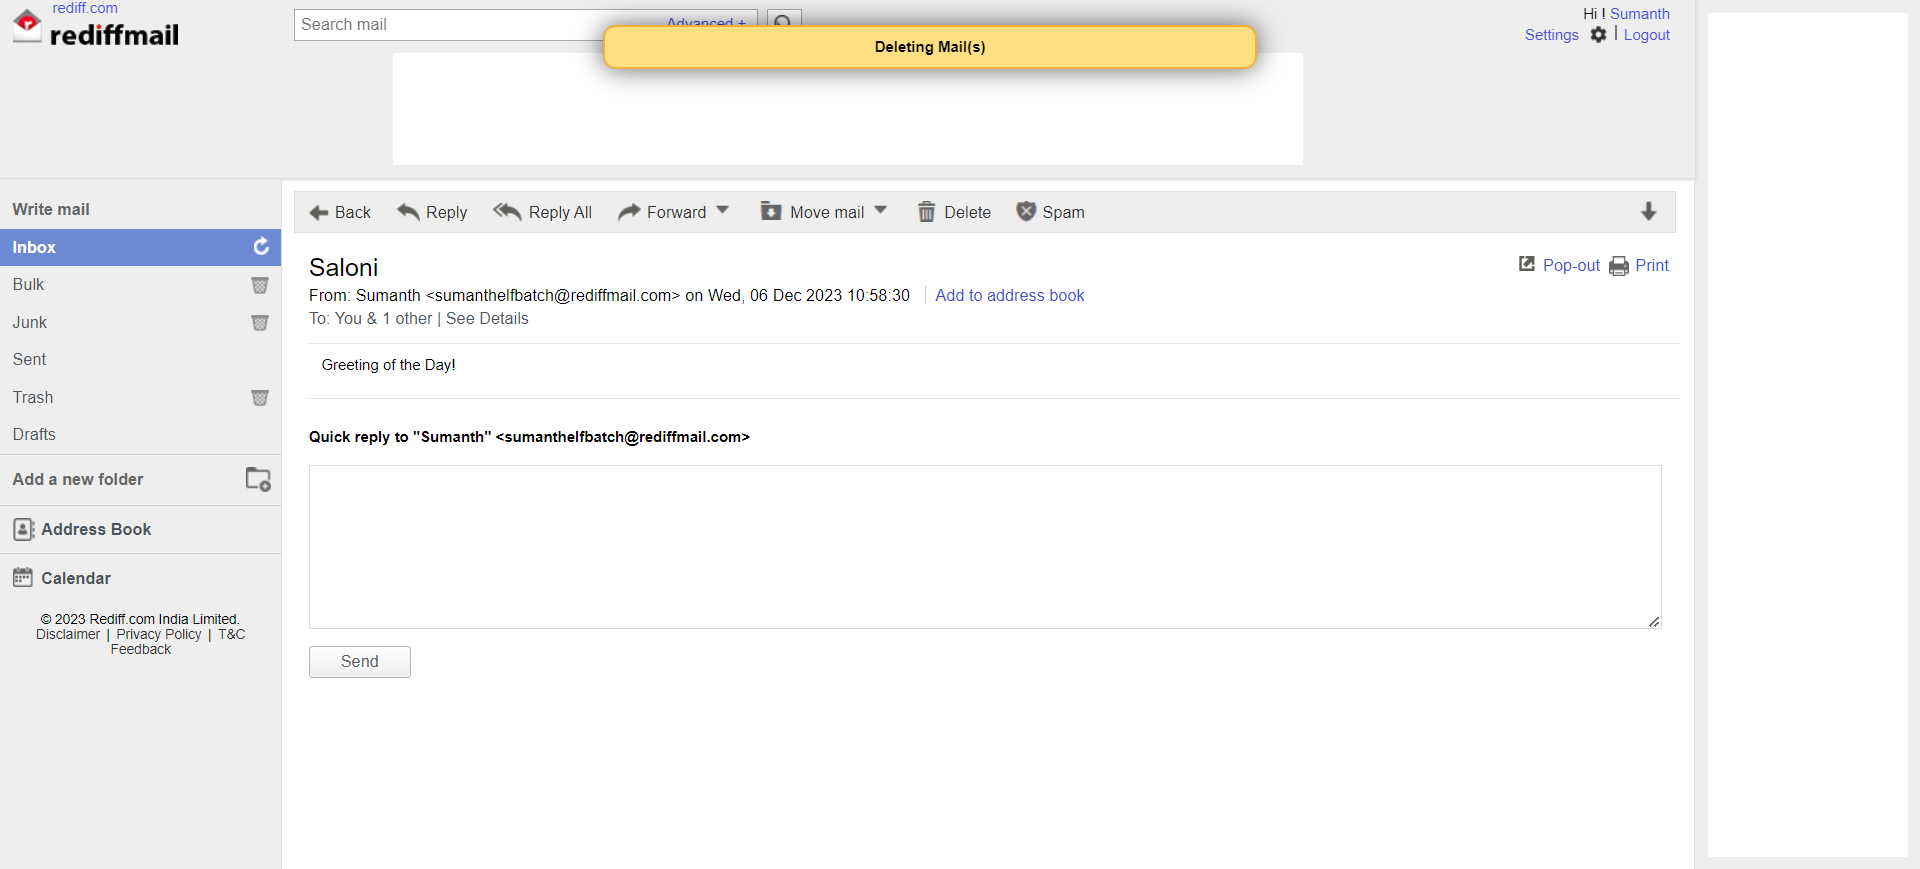 rediff.com
rediffmail
Search mail
Advanced +
Deleting Mail(s)
Hi ! Sumanth
Settings | Logout
Write mail
Inbox
Bulk
Junk
Sent
Trash
Drafts
Add a new folder
Address Book
Calendar
© 2023 Rediff.com India Limited.
Disclaimer | Privacy Policy | T&C
Feedback
Back Reply Reply All Forward Move mail Delete Spam
Saloni
Pop-out Print
From: Sumanth <sumanthelfbatch@rediffmail.com> on Wed, 06 Dec 2023 10:58:30 Add to address book
To: You & 1 other | See Details
Greeting of the Day!
Quick reply to "Sumanth" <sumanthelfbatch@rediffmail.com>
Send